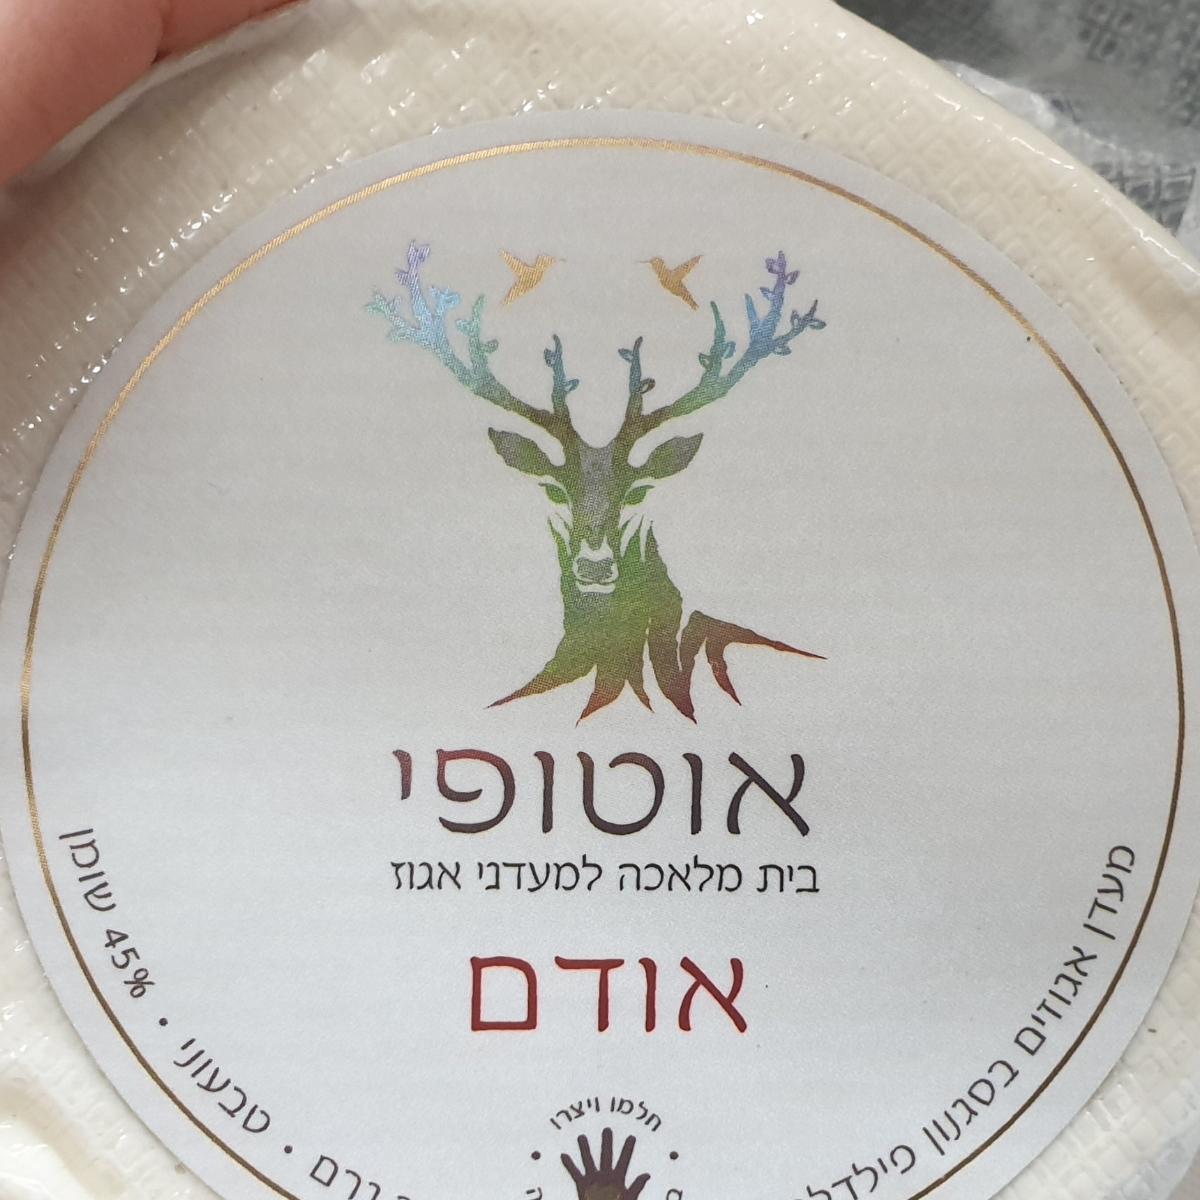 אוטופי
בית מלאכה למעדני אגוז
אודם
מעדן אגוזים בסגנון
טבעוני • 45% שומן
חלמו ויצרו